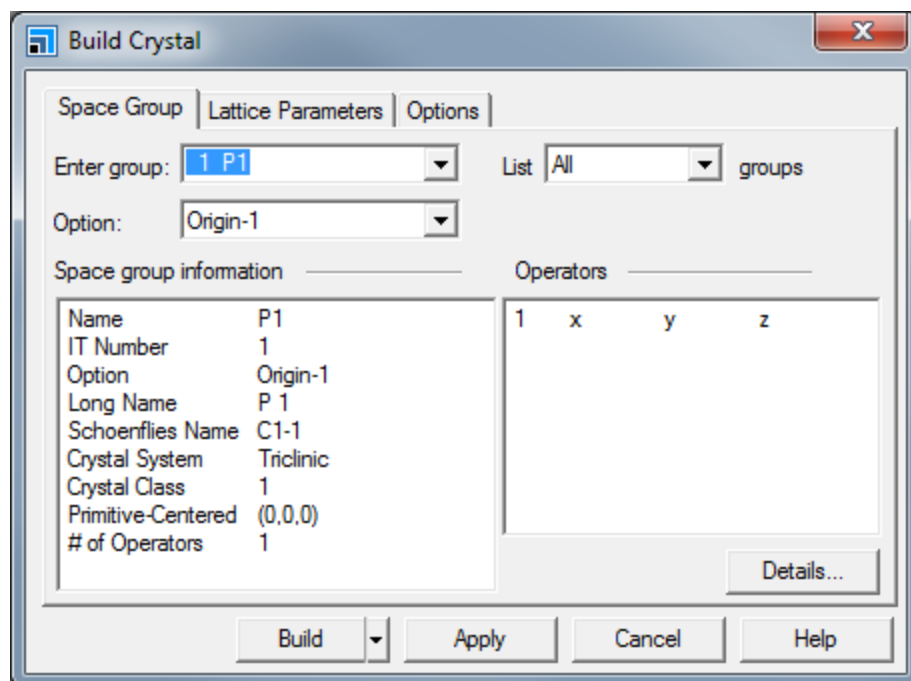 Build Crystal
Space Group Lattice Parameters Options
Enter group: 1 P1 List All groups
Option: Origin-1
Space group information Operators
Name P1 1 x y z
IT Number 1
Option Origin-1
Long Name P 1
Schoenflies Name C1-1
Crystal System Triclinic
Crystal Class 1
Primitive-Centered (0,0,0)
# of Operators 1
Details...
Build Apply Cancel Help